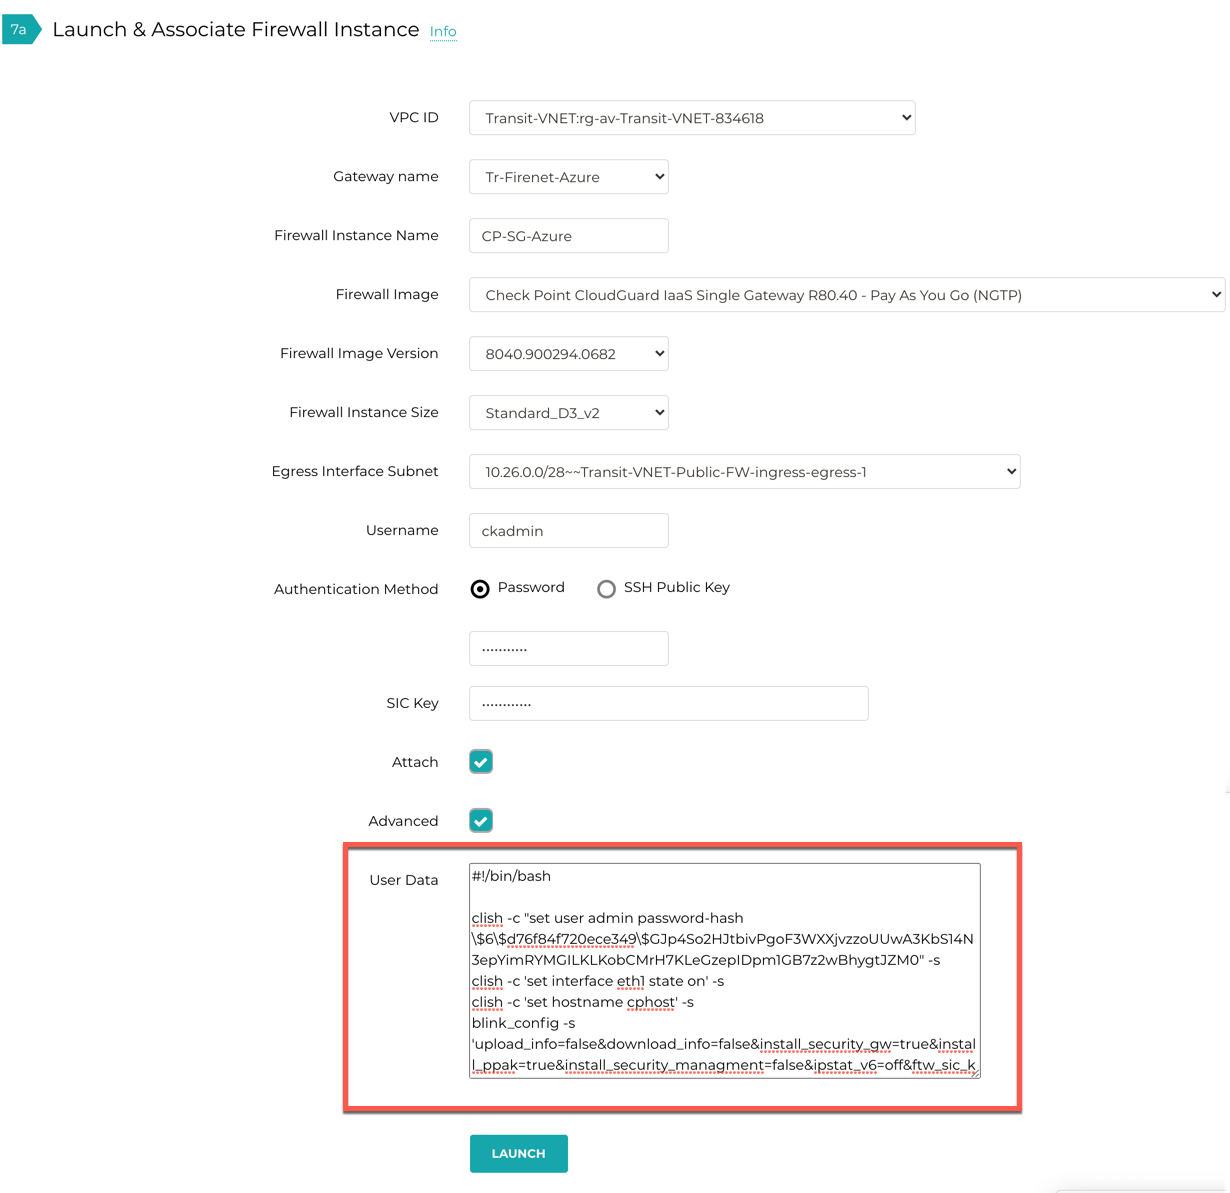 7a Launch & Associate Firewall Instance Info
VPC ID Transit-VNET:rg-av-Transit-VNET-834618
Gateway name Tr-Firenet-Azure
Firewall Instance Name CP-SG-Azure
Firewall Image Check Point CloudGuard IaaS Single Gateway R80.40 - Pay As You Go (NGTP)
Firewall Image Version 8040.900294.0682
Firewall Instance Size Standard_D3_v2
Egress Interface Subnet 10.26.0.0/28~~Transit-VNET-Public-FW-ingress-egress-1
Username ckadmin
Authentication Method Password SSH Public Key
...........
SIC Key ............
Attach
Advanced
User Data #!/bin/bash
clish -c "set user admin password-hash
\$6\$d76f84f720ece349\$GJp4So2HJtbivPgoF3WXXjvzzoUUwA3KbS14N
3epYimRYMGILKLKobCMrH7KLeGzepIDpm1GB7z2wBhygtJZM0" -s
clish -c 'set interface eth1 state on' -s
clish -c 'set hostname cphost' -s
blink_config -s
'upload_info=false&download_info=false&install_security_gw=true&instal
l_ppak=true&install_security_managment=false&ipstat_v6=off&ftw_sic_k
LAUNCH